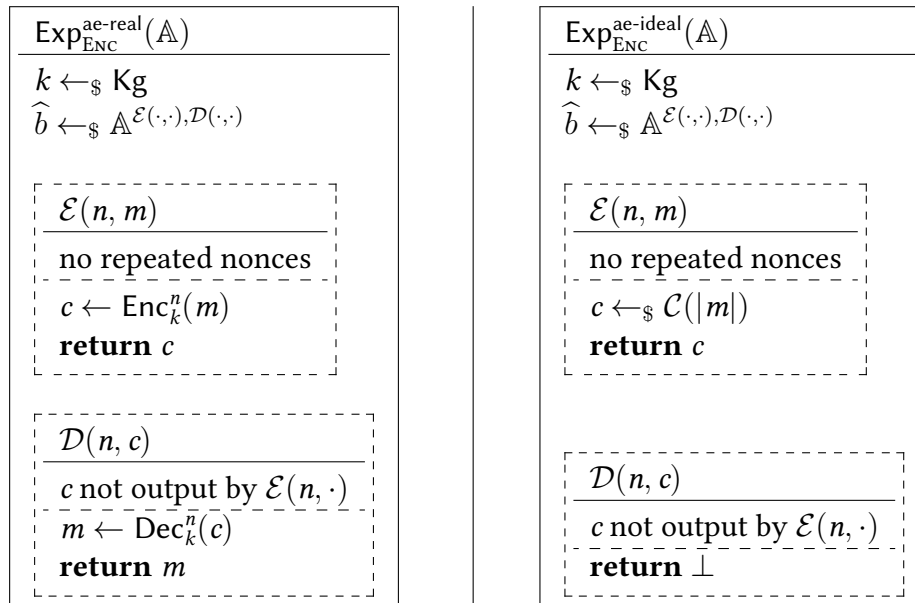 Exp^{ae-real}_{Enc}(𝔸)
k ←_$ Kg
b̂ ←_$ 𝔸^{ℰ(·,·),𝒟(·,·)}
ℰ(n, m)
no repeated nonces
c ← Enc^n_k(m)
return c
𝒟(n, c)
c not output by ℰ(n, ·)
m ← Dec^n_k(c)
return m
Exp^{ae-ideal}_{Enc}(𝔸)
k ←_$ Kg
b̂ ←_$ 𝔸^{ℰ(·,·),𝒟(·,·)}
ℰ(n, m)
no repeated nonces
c ←_$ 𝒞(|m|)
return c
𝒟(n, c)
c not output by ℰ(n, ·)
return ⊥